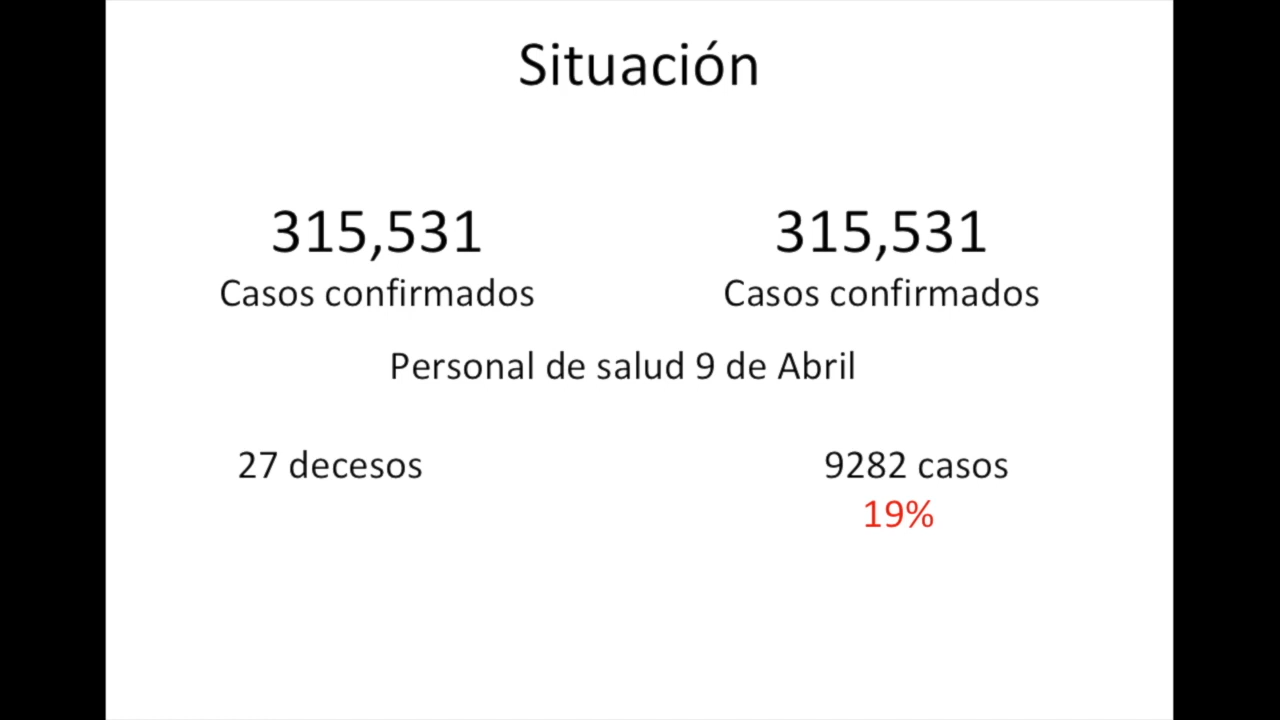 Situación
315,531 315,531
Casos confirmados Casos confirmados
Personal de salud 9 de Abril
27 decesos 9282 casos
19%